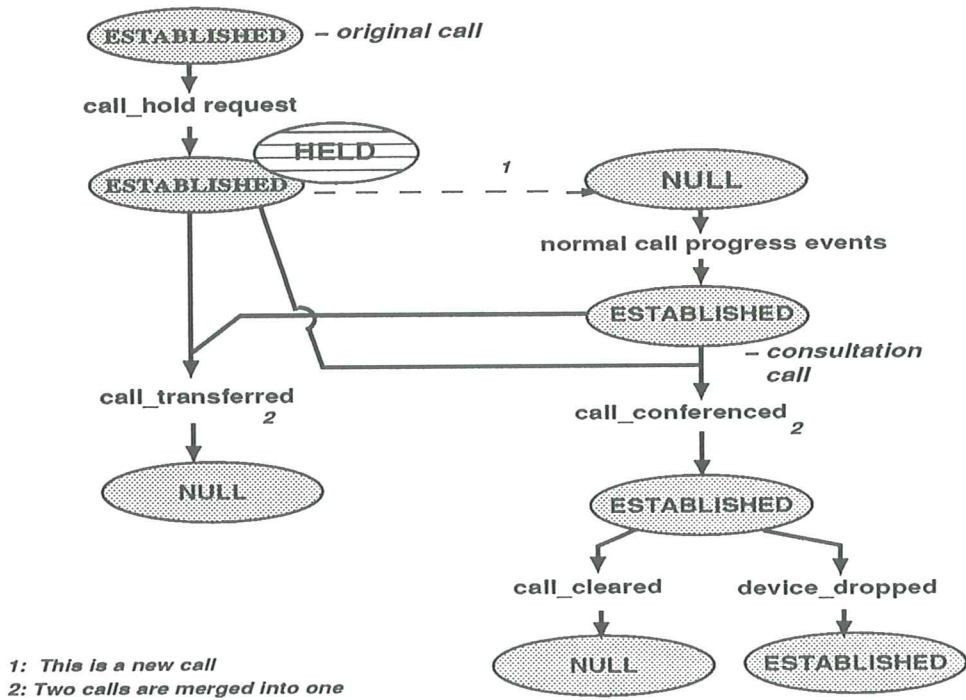 ESTABLISHED – original call
call_hold request
HELD
ESTABLISHED
1
NULL
normal call progress events
ESTABLISHED
– consultation
call
call_transferred
2
call_conferenced
2
NULL
ESTABLISHED
call_cleared
device_dropped
NULL
ESTABLISHED
1: This is a new call
2: Two calls are merged into one